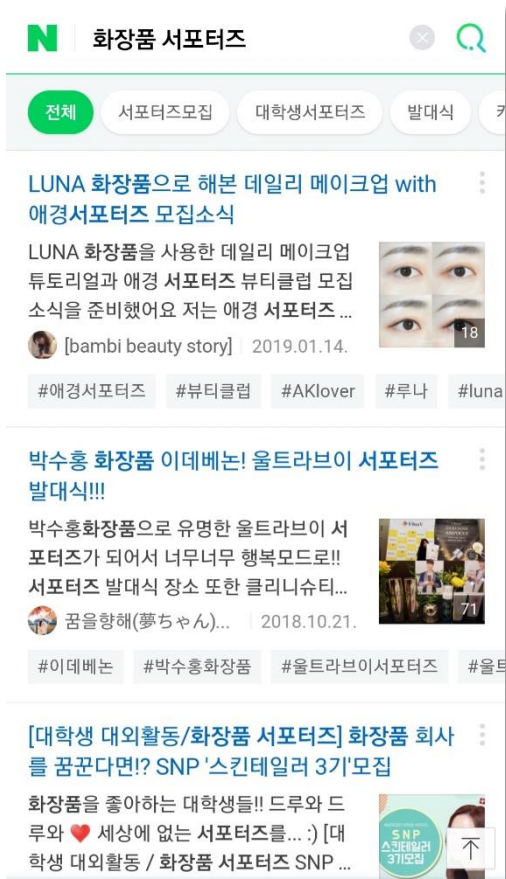 N 화장품 서포터즈
전체 서포터즈모집 대학생서포터즈 발대식
LUNA 화장품으로 해본 데일리 메이크업 with
애경서포터즈 모집소식
LUNA 화장품을 사용한 데일리 메이크업
튜토리얼과 애경 서포터즈 뷰티클럽 모집
소식을 준비했어요 저는 애경 서포터즈 ...
18
[bambi beauty story] 2019.01.14.
#애경서포터즈 #뷰티클럽 #AKlover #루나 #luna
박수홍 화장품 이데베논! 울트라브이 서포터즈
발대식!!!
박수홍화장품으로 유명한 울트라브이 서
포터즈가 되어서 너무너무 행복모드로!!
서포터즈 발대식 장소 또한 클리니슈티...
71
꿈을향해(夢ちゃん)... 2018.10.21.
#이데베논 #박수홍화장품 #울트라브이서포터즈 #울트
[대학생 대외활동/화장품 서포터즈] 화장품 회사
를 꿈꾼다면!? SNP '스킨테일러 3기'모집
화장품을 좋아하는 대학생들!! 드루와 드
루와 ♥ 세상에 없는 서포터즈를... :) [대
학생 대외활동 / 화장품 서포터즈 SNP ...
SNP
스킨테일러
3기모집